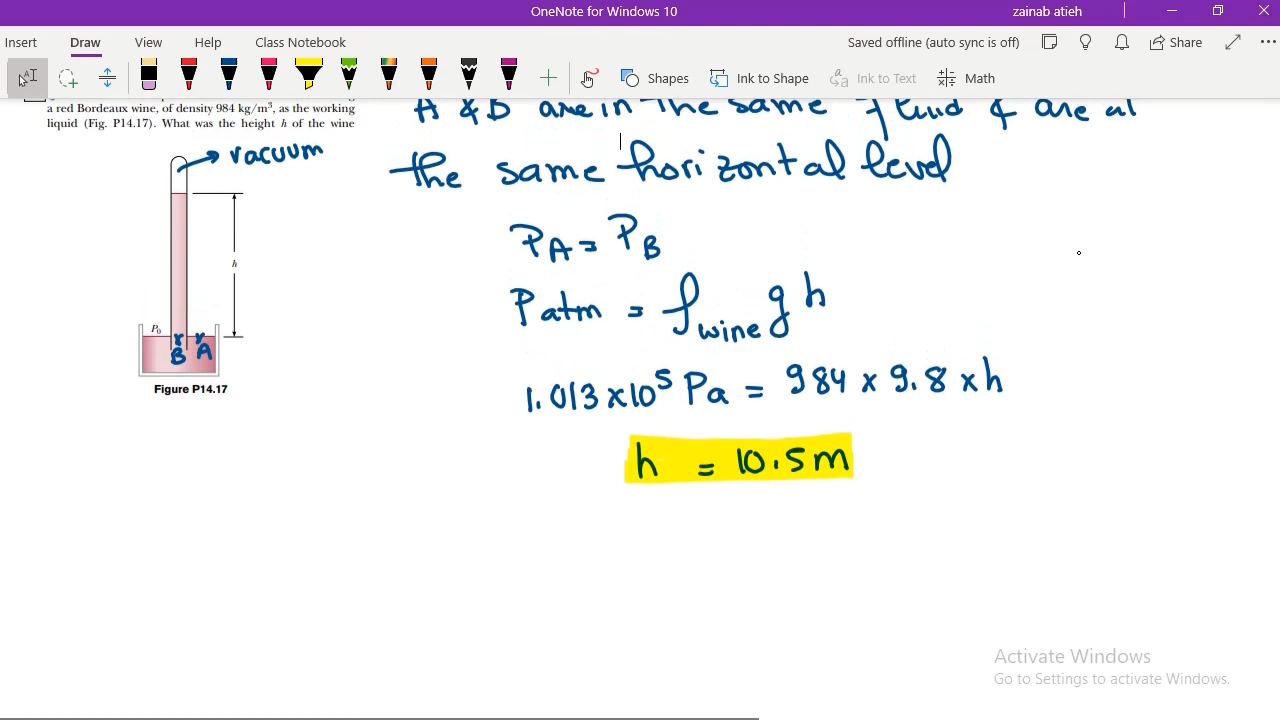 OneNote for Windows 10
zainab atieh
Insert Draw View Help Class Notebook
Saved offline (auto sync is off) Share
Shapes Ink to Shape Ink to Text Math
a red Bordeaux wine, of density 984 kg/m³, as the working
liquid (Fig. P14.17). What was the height h of the wine
vacuum
h
P₀
B A
Figure P14.17
A & B are in the same fluid & are at
the same horizontal level
P_A = P_B
Patm = ρ_wine g h
1.013 x 10⁵ Pa = 984 x 9.8 x h
h = 10.5 m
Activate Windows
Go to Settings to activate Windows.